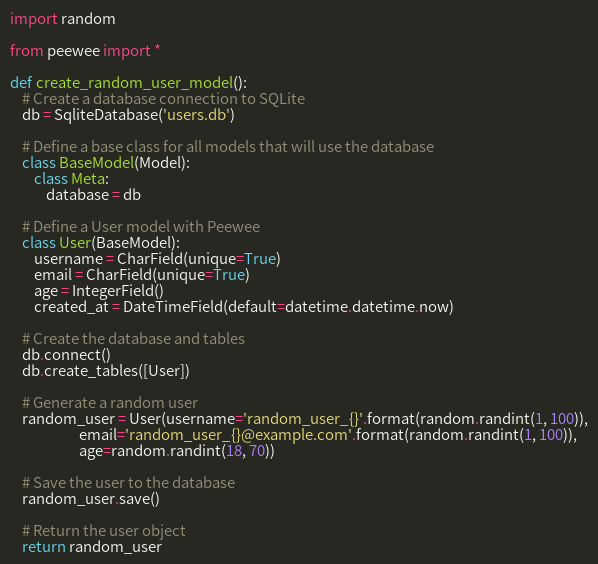 import random

from peewee import *

def create_random_user_model():
    # Create a database connection to SQLite
    db = SqliteDatabase('users.db')

    # Define a base class for all models that will use the database
    class BaseModel(Model):
        class Meta:
            database = db

    # Define a User model with Peewee
    class User(BaseModel):
        username = CharField(unique=True)
        email = CharField(unique=True)
        age = IntegerField()
        created_at = DateTimeField(default=datetime.datetime.now)

    # Create the database and tables
    db.connect()
    db.create_tables([User])

    # Generate a random user
    random_user = User(username='random_user_{}'.format(random.randint(1, 100)),
                       email='random_user_{}@example.com'.format(random.randint(1, 100)),
                       age=random.randint(18, 70))

    # Save the user to the database
    random_user.save()

    # Return the user object
    return random_user